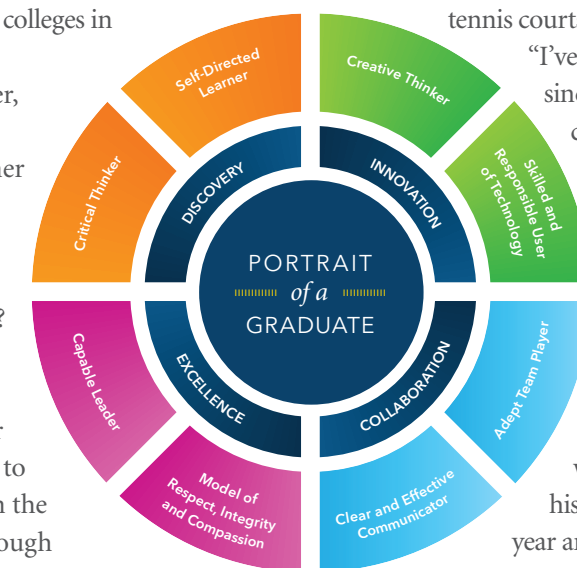 colleges in
er,
ner
?
r
to
n the
ough
tennis court
“I’ve
sinc
c
his
year an
Self-Directed
Learner
Critical Thinker
DISCOVERY
Creative Thinker
Skilled and
Responsible User
of Technology
INNOVATION
PORTRAIT
of a
GRADUATE
Capable Leader
Model of
Respect, Integrity
and Compassion
EXCELLENCE
Adept Team Player
Clear and Effective
Communicator
COLLABORATION